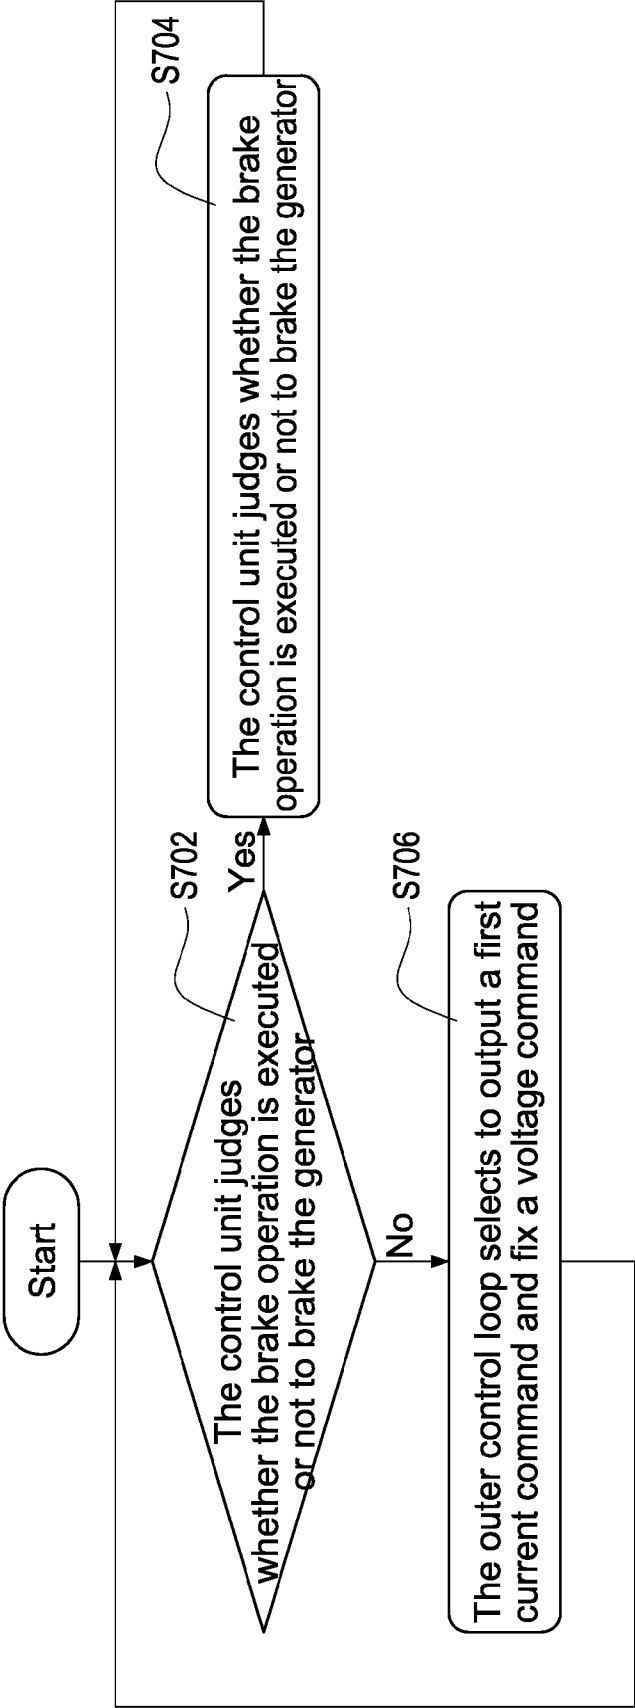 Start
The control unit judges
whether the brake operation is executed
or not to brake the generator
S702
Yes
The control unit judges whether the brake
operation is executed or not to brake the generator
S704
No
The outer control loop selects to output a first
current command and fix a voltage command
S706